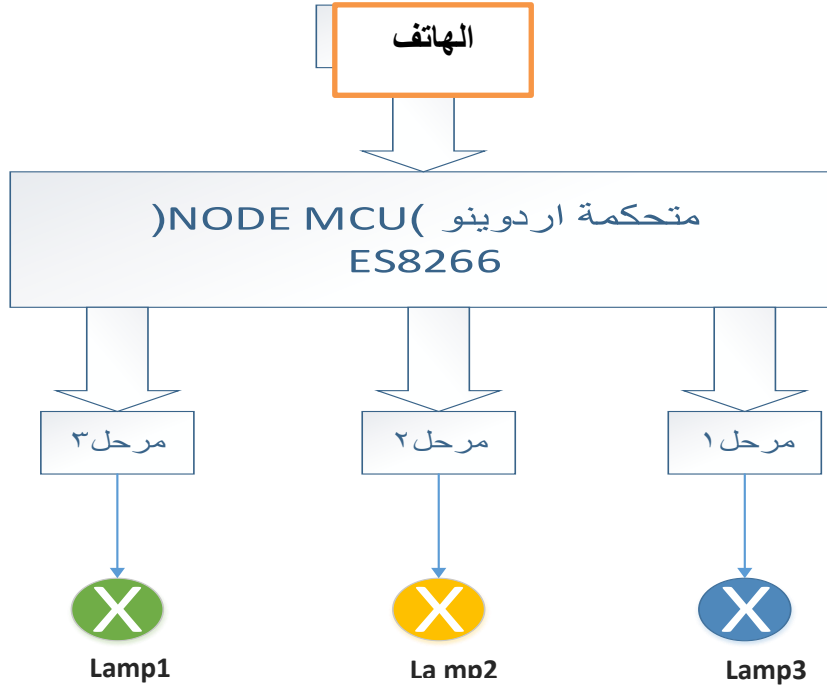 الهاتف
متحكمة اردوينو )NODE MCU(
ES8266
مرحل١
مرحل٢
مرحل٣
X
X
X
Lamp1
La mp2
Lamp3